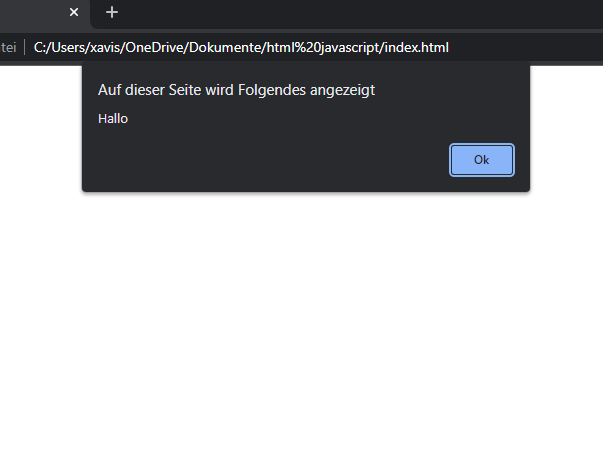 tei C:/Users/xavis/OneDrive/Dokumente/html%20javascript/index.html
Auf dieser Seite wird Folgendes angezeigt
Hallo
Ok